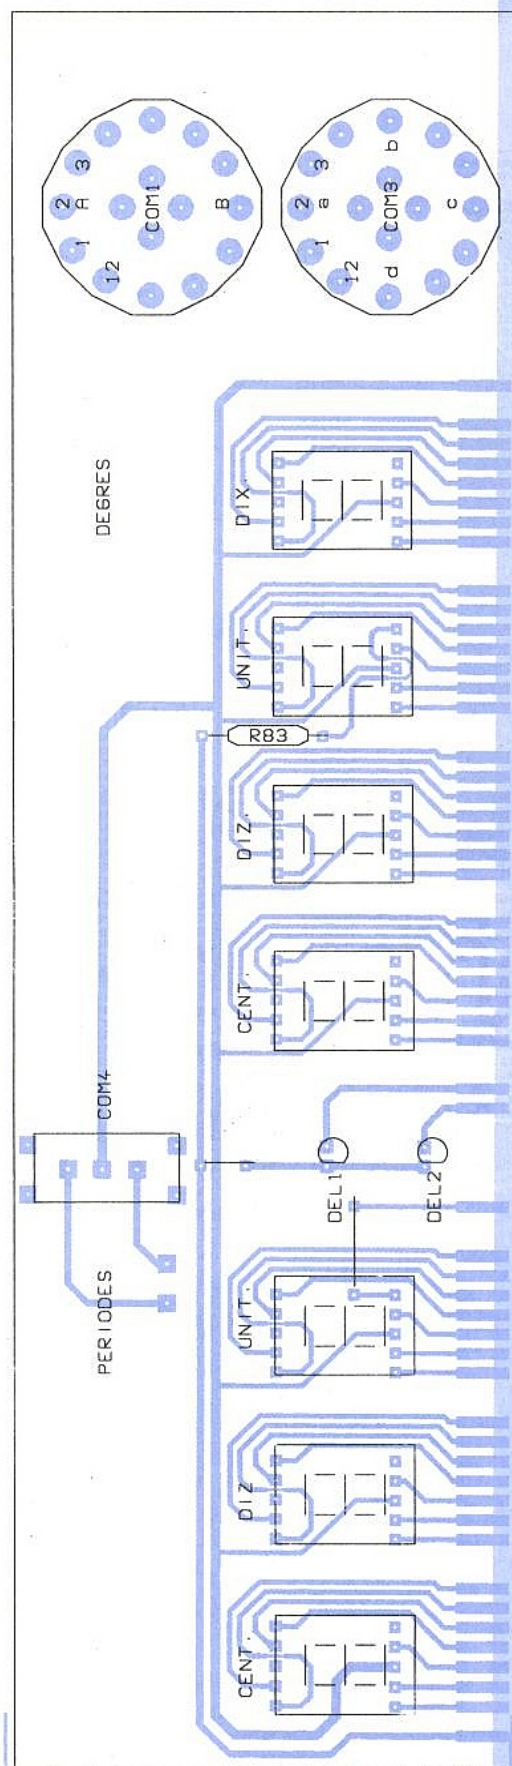 3
2
A
1
12
COM1
B
3
2
a
1
12
b
COM3
c
d
DEGRES
DIX.
UNIT.
R83
DIZ.
CENT.
COM4
DEL1
DEL2
PERIODES
UNIT.
DIZ
CENT.